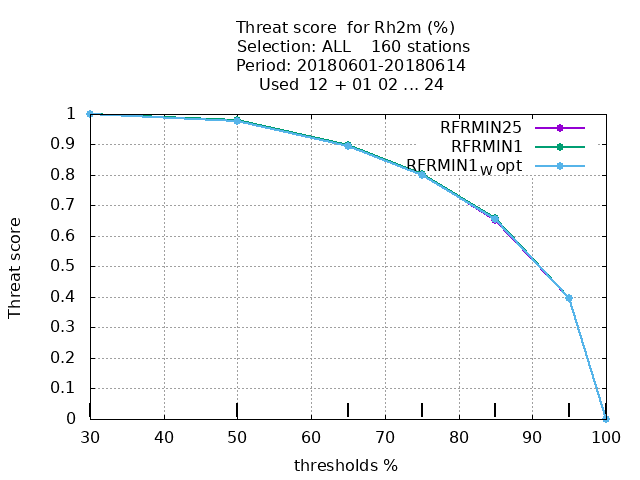 Threat score  for Rh2m (%)
Selection: ALL    160 stations
Period: 20180601-20180614
Used  12 + 01 02 ... 24
RFRMIN25
RFRMIN1
RFRMIN1W opt
1
0.9
0.8
0.7
0.6
0.5
0.4
0.3
0.2
0.1
0
Threat score
30 40 50 60 70 80 90 100
thresholds %